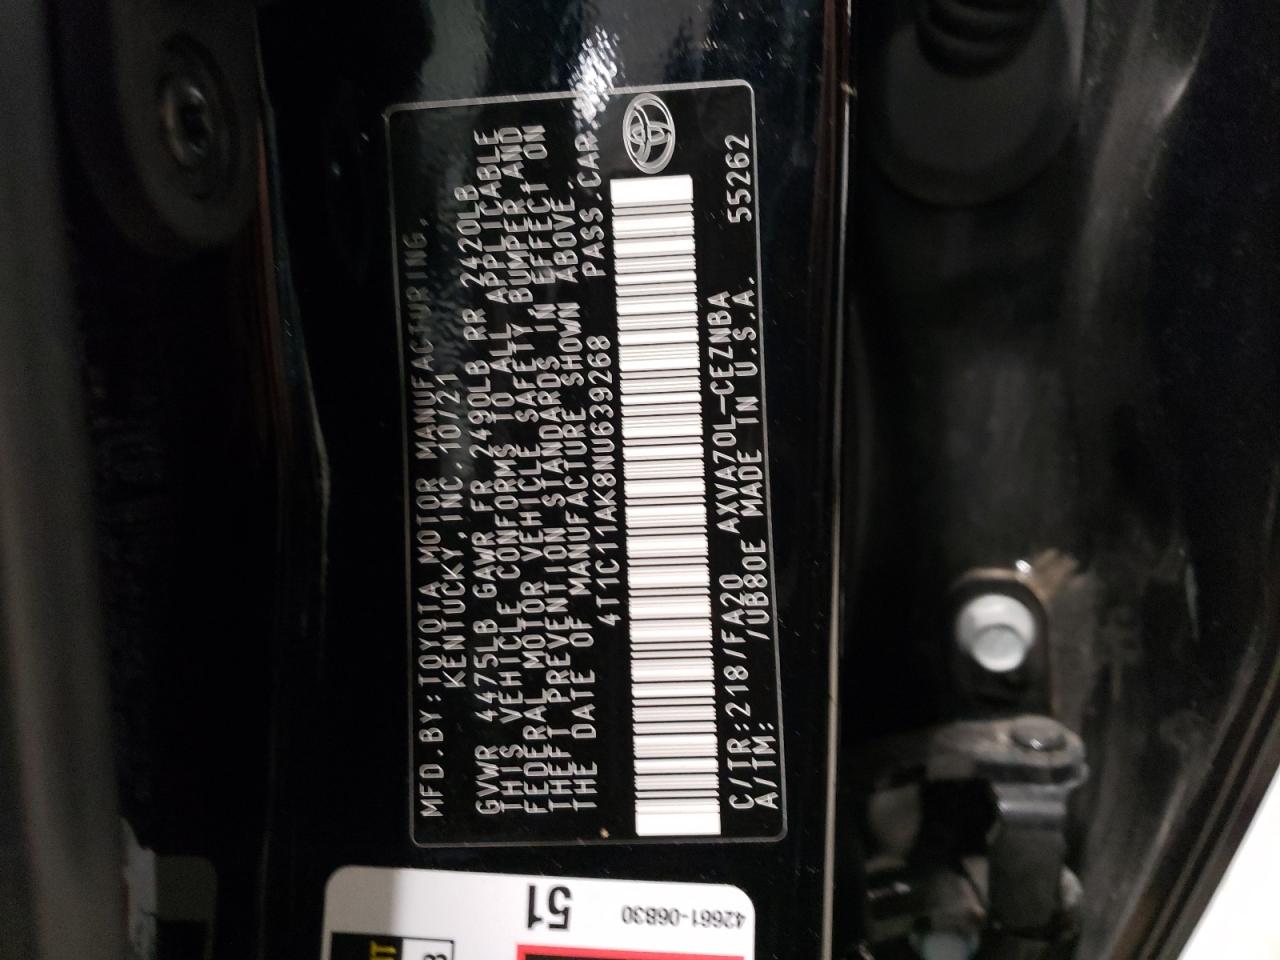 MFD.BY:TOYOTA MOTOR MANUFACTURING,
KENTUCKY,INC. 10/21
GVWR 4475LB GAWR FR 2490LB RR 2420LB
THIS VEHICLE CONFORMS TO ALL APPLICABLE
FEDERAL MOTOR VEHICLE SAFETY,BUMPER,AND
THEFT PREVENTION STANDARDS IN EFFECT ON
THE DATE OF MANUFACTURE SHOWN ABOVE.
4T1C11AK8NU639268 PASS.CAR
C/TR:218/FA20 AXVA70L-CEZNBA
A/TM: /UB80E MADE IN U.S.A. 55262
51
42661-06B30